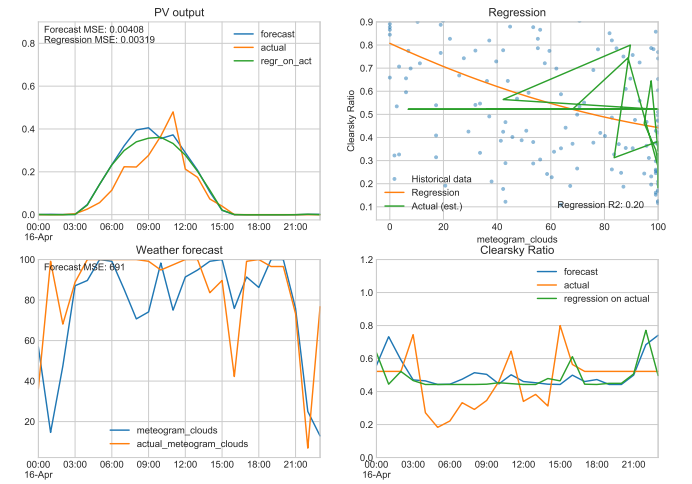 PV output
Forecast MSE: 0.00408
Regression MSE: 0.00319
forecast
actual
regr_on_act
0.8
0.6
0.4
0.2
0.0
00:00 03:00 06:00 09:00 12:00 15:00 18:00 21:00
16-Apr
Regression
Clearsky Ratio
0.9
0.8
0.7
0.6
0.5
0.4
0.3
0.2
0.1
Historical data
Regression
Actual (est.)
Regression R2: 0.20
0 20 40 60 80 100
meteogram_clouds
Weather forecast
Forecast MSE: 691
100
80
60
40
20
meteogram_clouds
actual_meteogram_clouds
00:00 03:00 06:00 09:00 12:00 15:00 18:00 21:00
16-Apr
Clearsky Ratio
forecast
actual
regression on actual
1.2
1.0
0.8
0.6
0.4
0.2
0.0
00:00 03:00 06:00 09:00 12:00 15:00 18:00 21:00
16-Apr